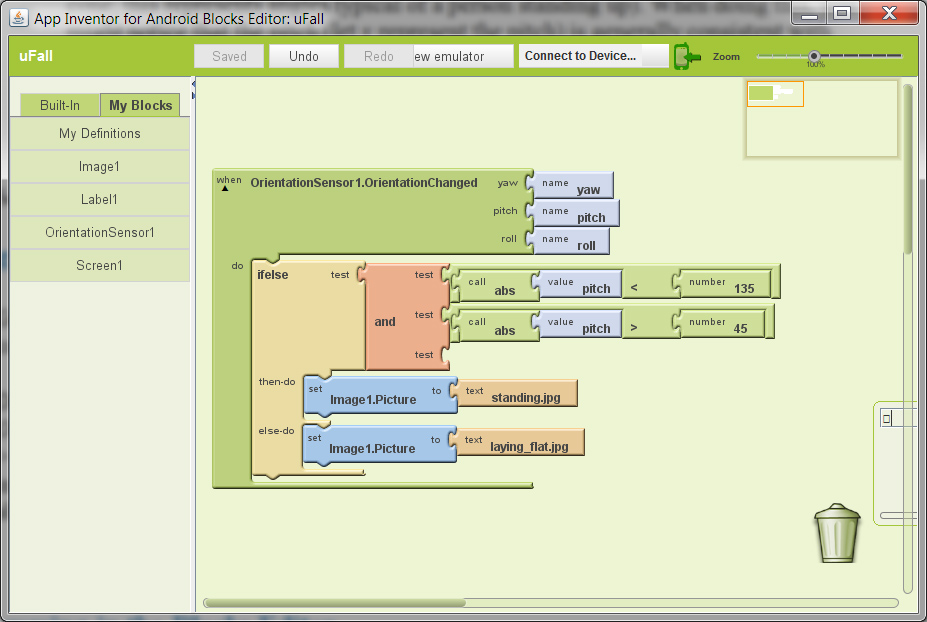 App Inventor for Android Blocks Editor: uFall
uFall
Saved
Undo
Redo
ew emulator
Connect to Device...
Zoom
100%
Built-In
My Blocks
My Definitions
Image1
Label1
OrientationSensor1
Screen1
when OrientationSensor1.OrientationChanged yaw name yaw
pitch name pitch
roll name roll
do
ifelse test and test call abs value pitch < number 135
test call abs value pitch > number 45
test
then-do set Image1.Picture to text standing.jpg
else-do set Image1.Picture to text laying_flat.jpg